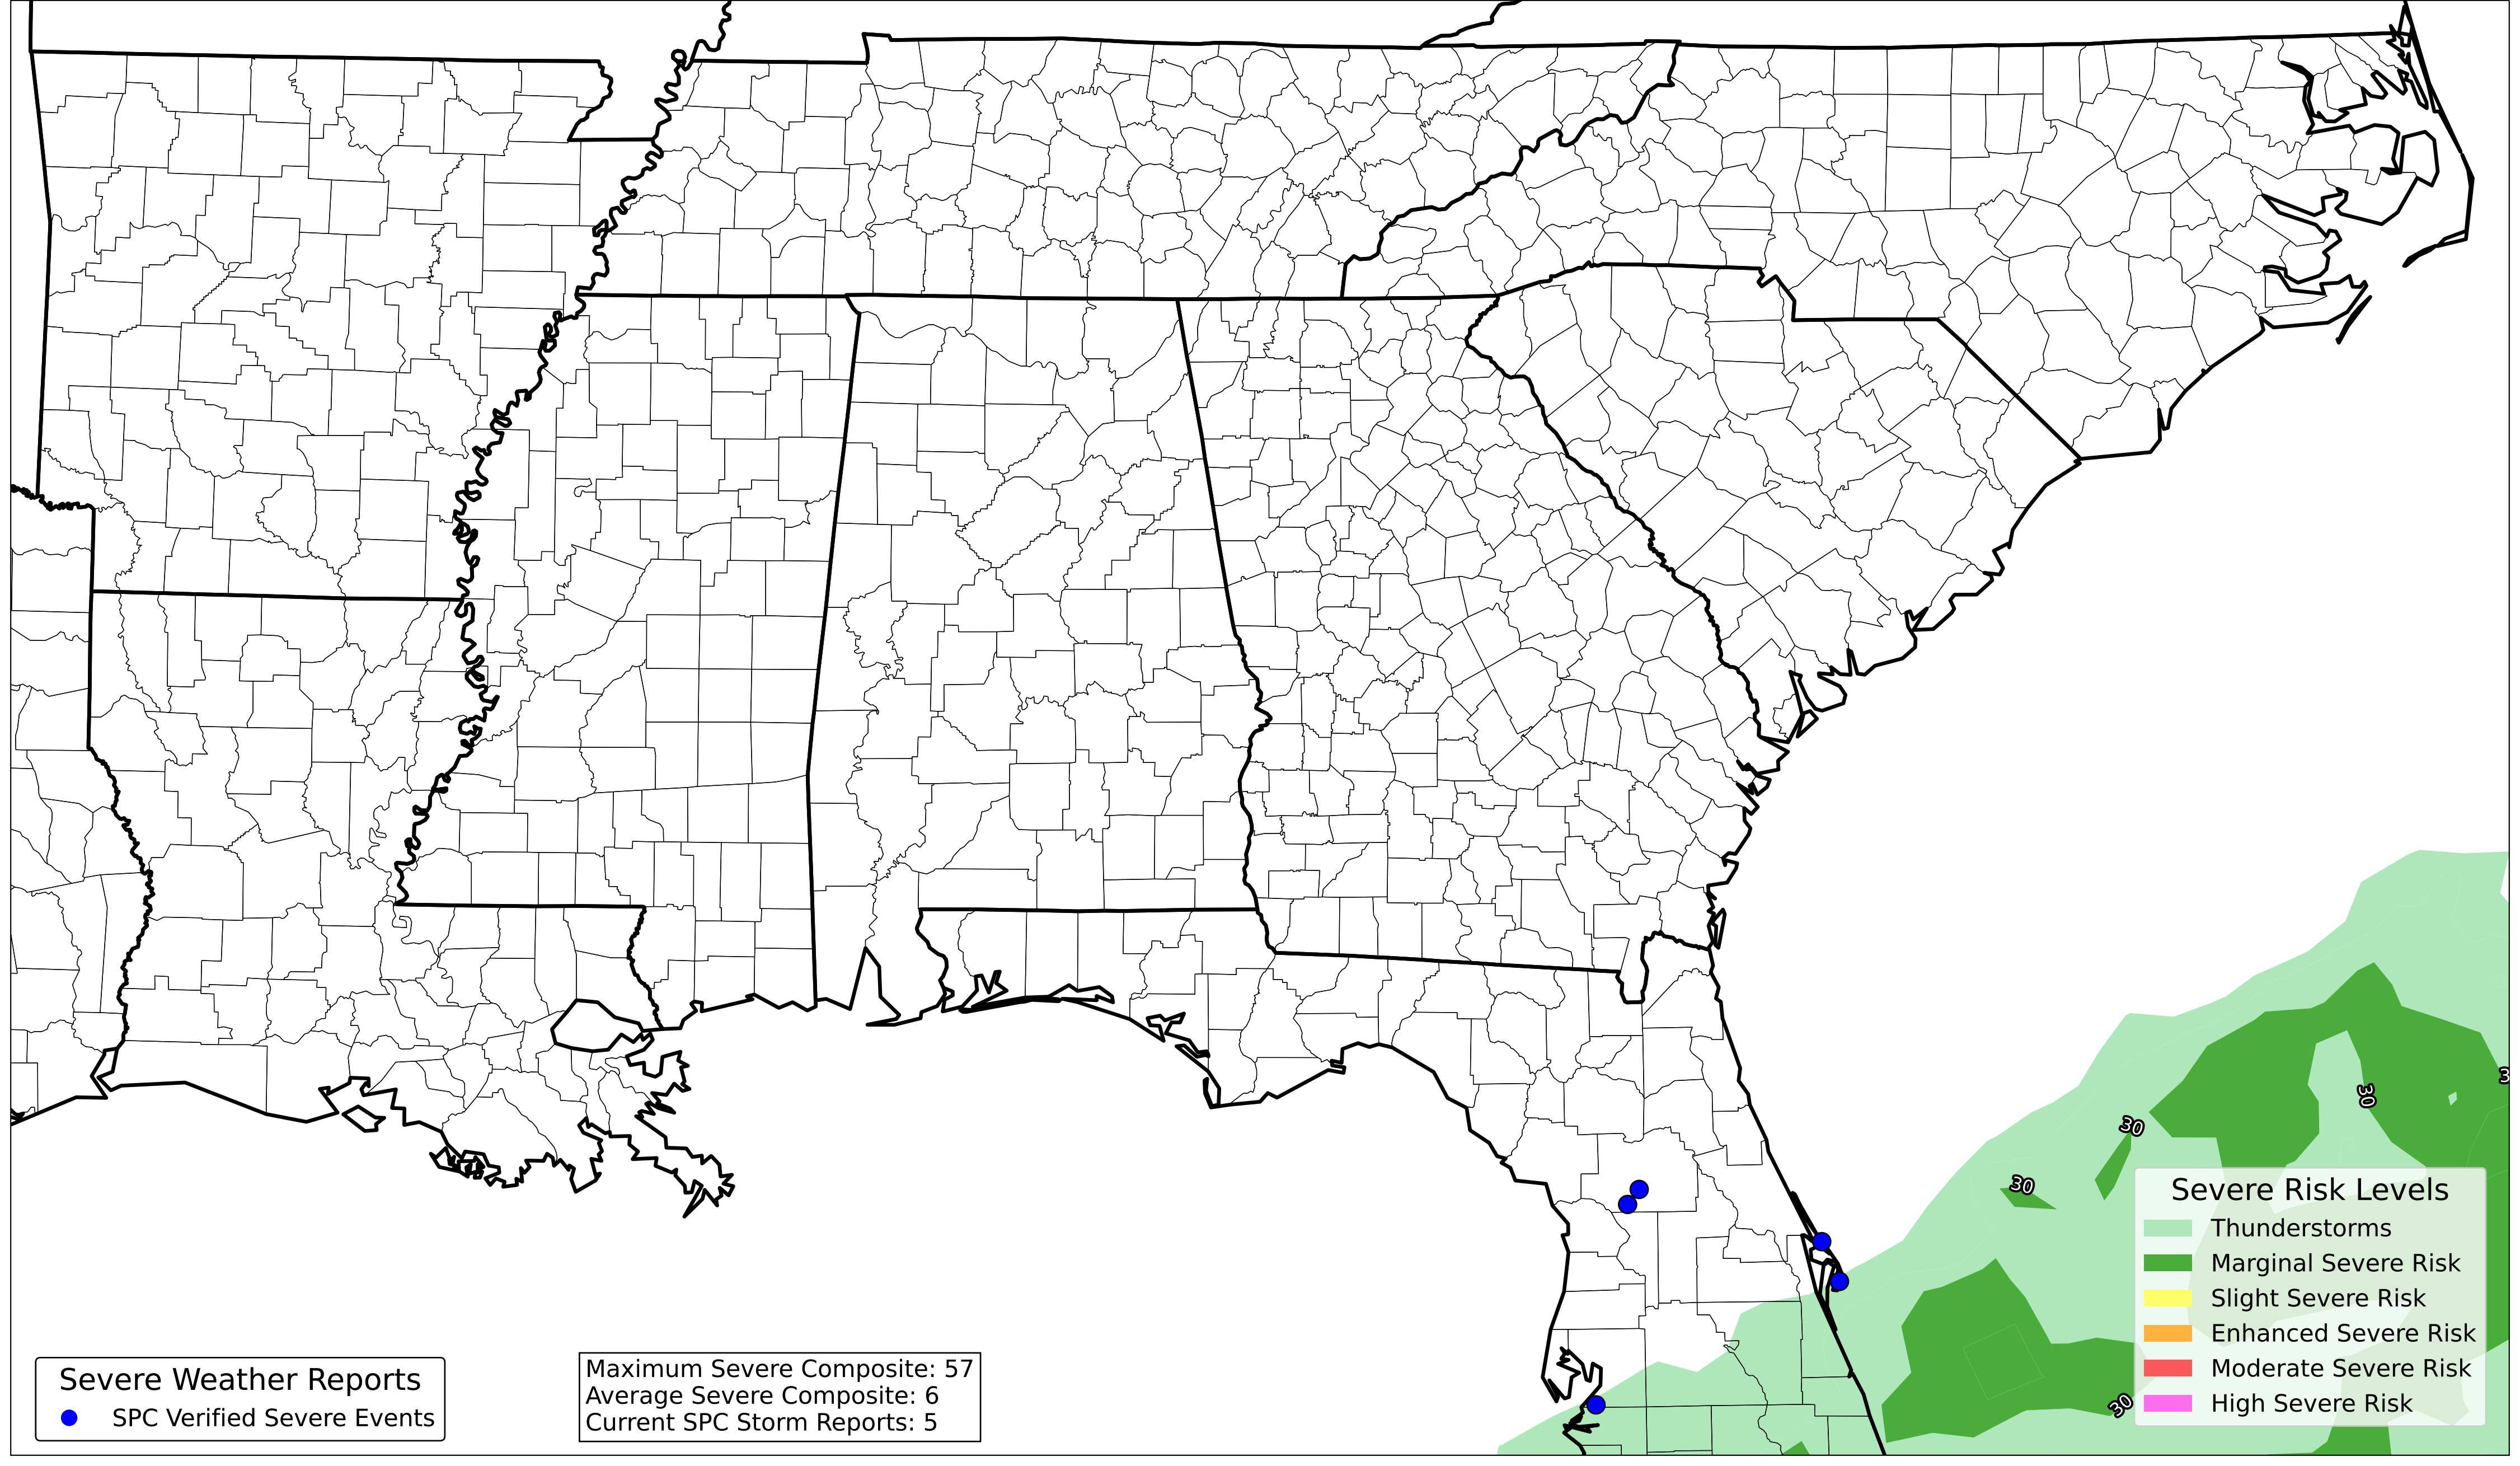 30
30
30
30
Severe Risk Levels
Thunderstorms
Marginal Severe Risk
Slight Severe Risk
Enhanced Severe Risk
Moderate Severe Risk
High Severe Risk
Severe Weather Reports
SPC Verified Severe Events
Maximum Severe Composite: 57
Average Severe Composite: 6
Current SPC Storm Reports: 5